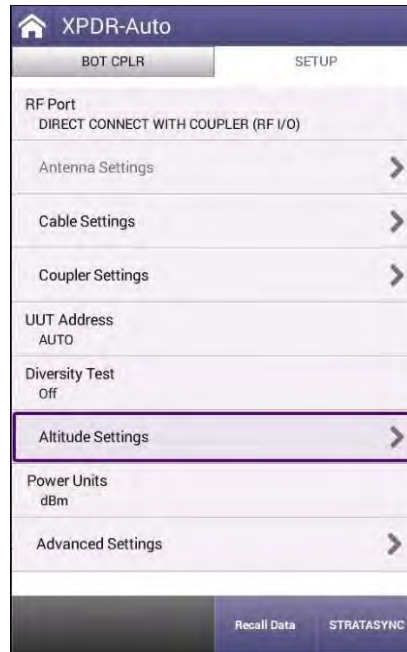 XPDR-Auto
BOT CPLR SETUP
RF Port
DIRECT CONNECT WITH COUPLER (RF I/O)
Antenna Settings
Cable Settings
Coupler Settings
UUT Address
AUTO
Diversity Test
Off
Altitude Settings
Power Units
dBm
Advanced Settings
Recall Data STRATASYNC